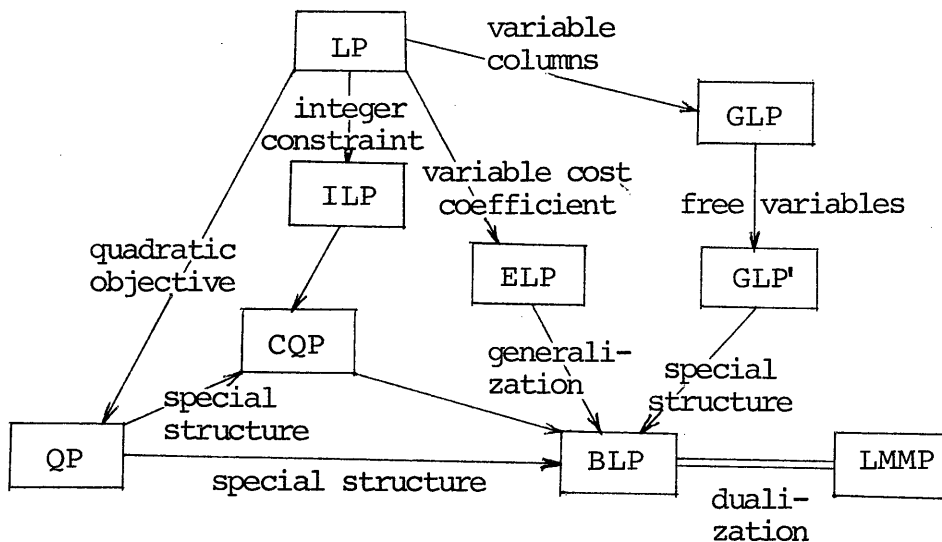 LP
variable
columns
integer
constraint
GLP
ILP
variable cost
coefficient
free variables
quadratic
objective
ELP
GLP'
CQP
generali-
zation
special
structure
special
structure
QP
BLP
LMMP
special structure
duali-
zation